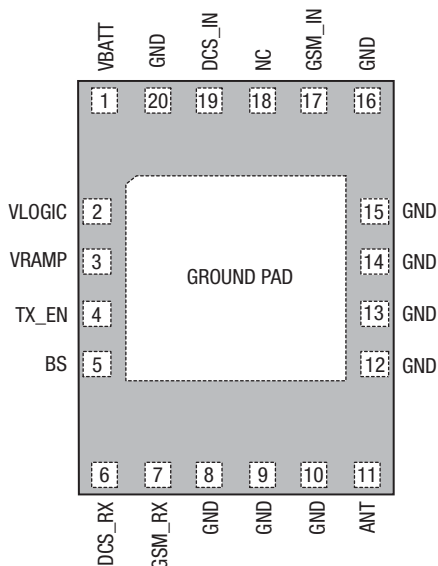 VBATT
GND
DCS_IN
NC
GSM_IN
GND
1
20
19
18
17
16
VLOGIC
2
15
GND
VRAMP
3
14
GND
GROUND PAD
TX_EN
4
13
GND
BS
5
12
GND
6
7
8
9
10
11
DCS_RX
GSM_RX
GND
GND
GND
ANT